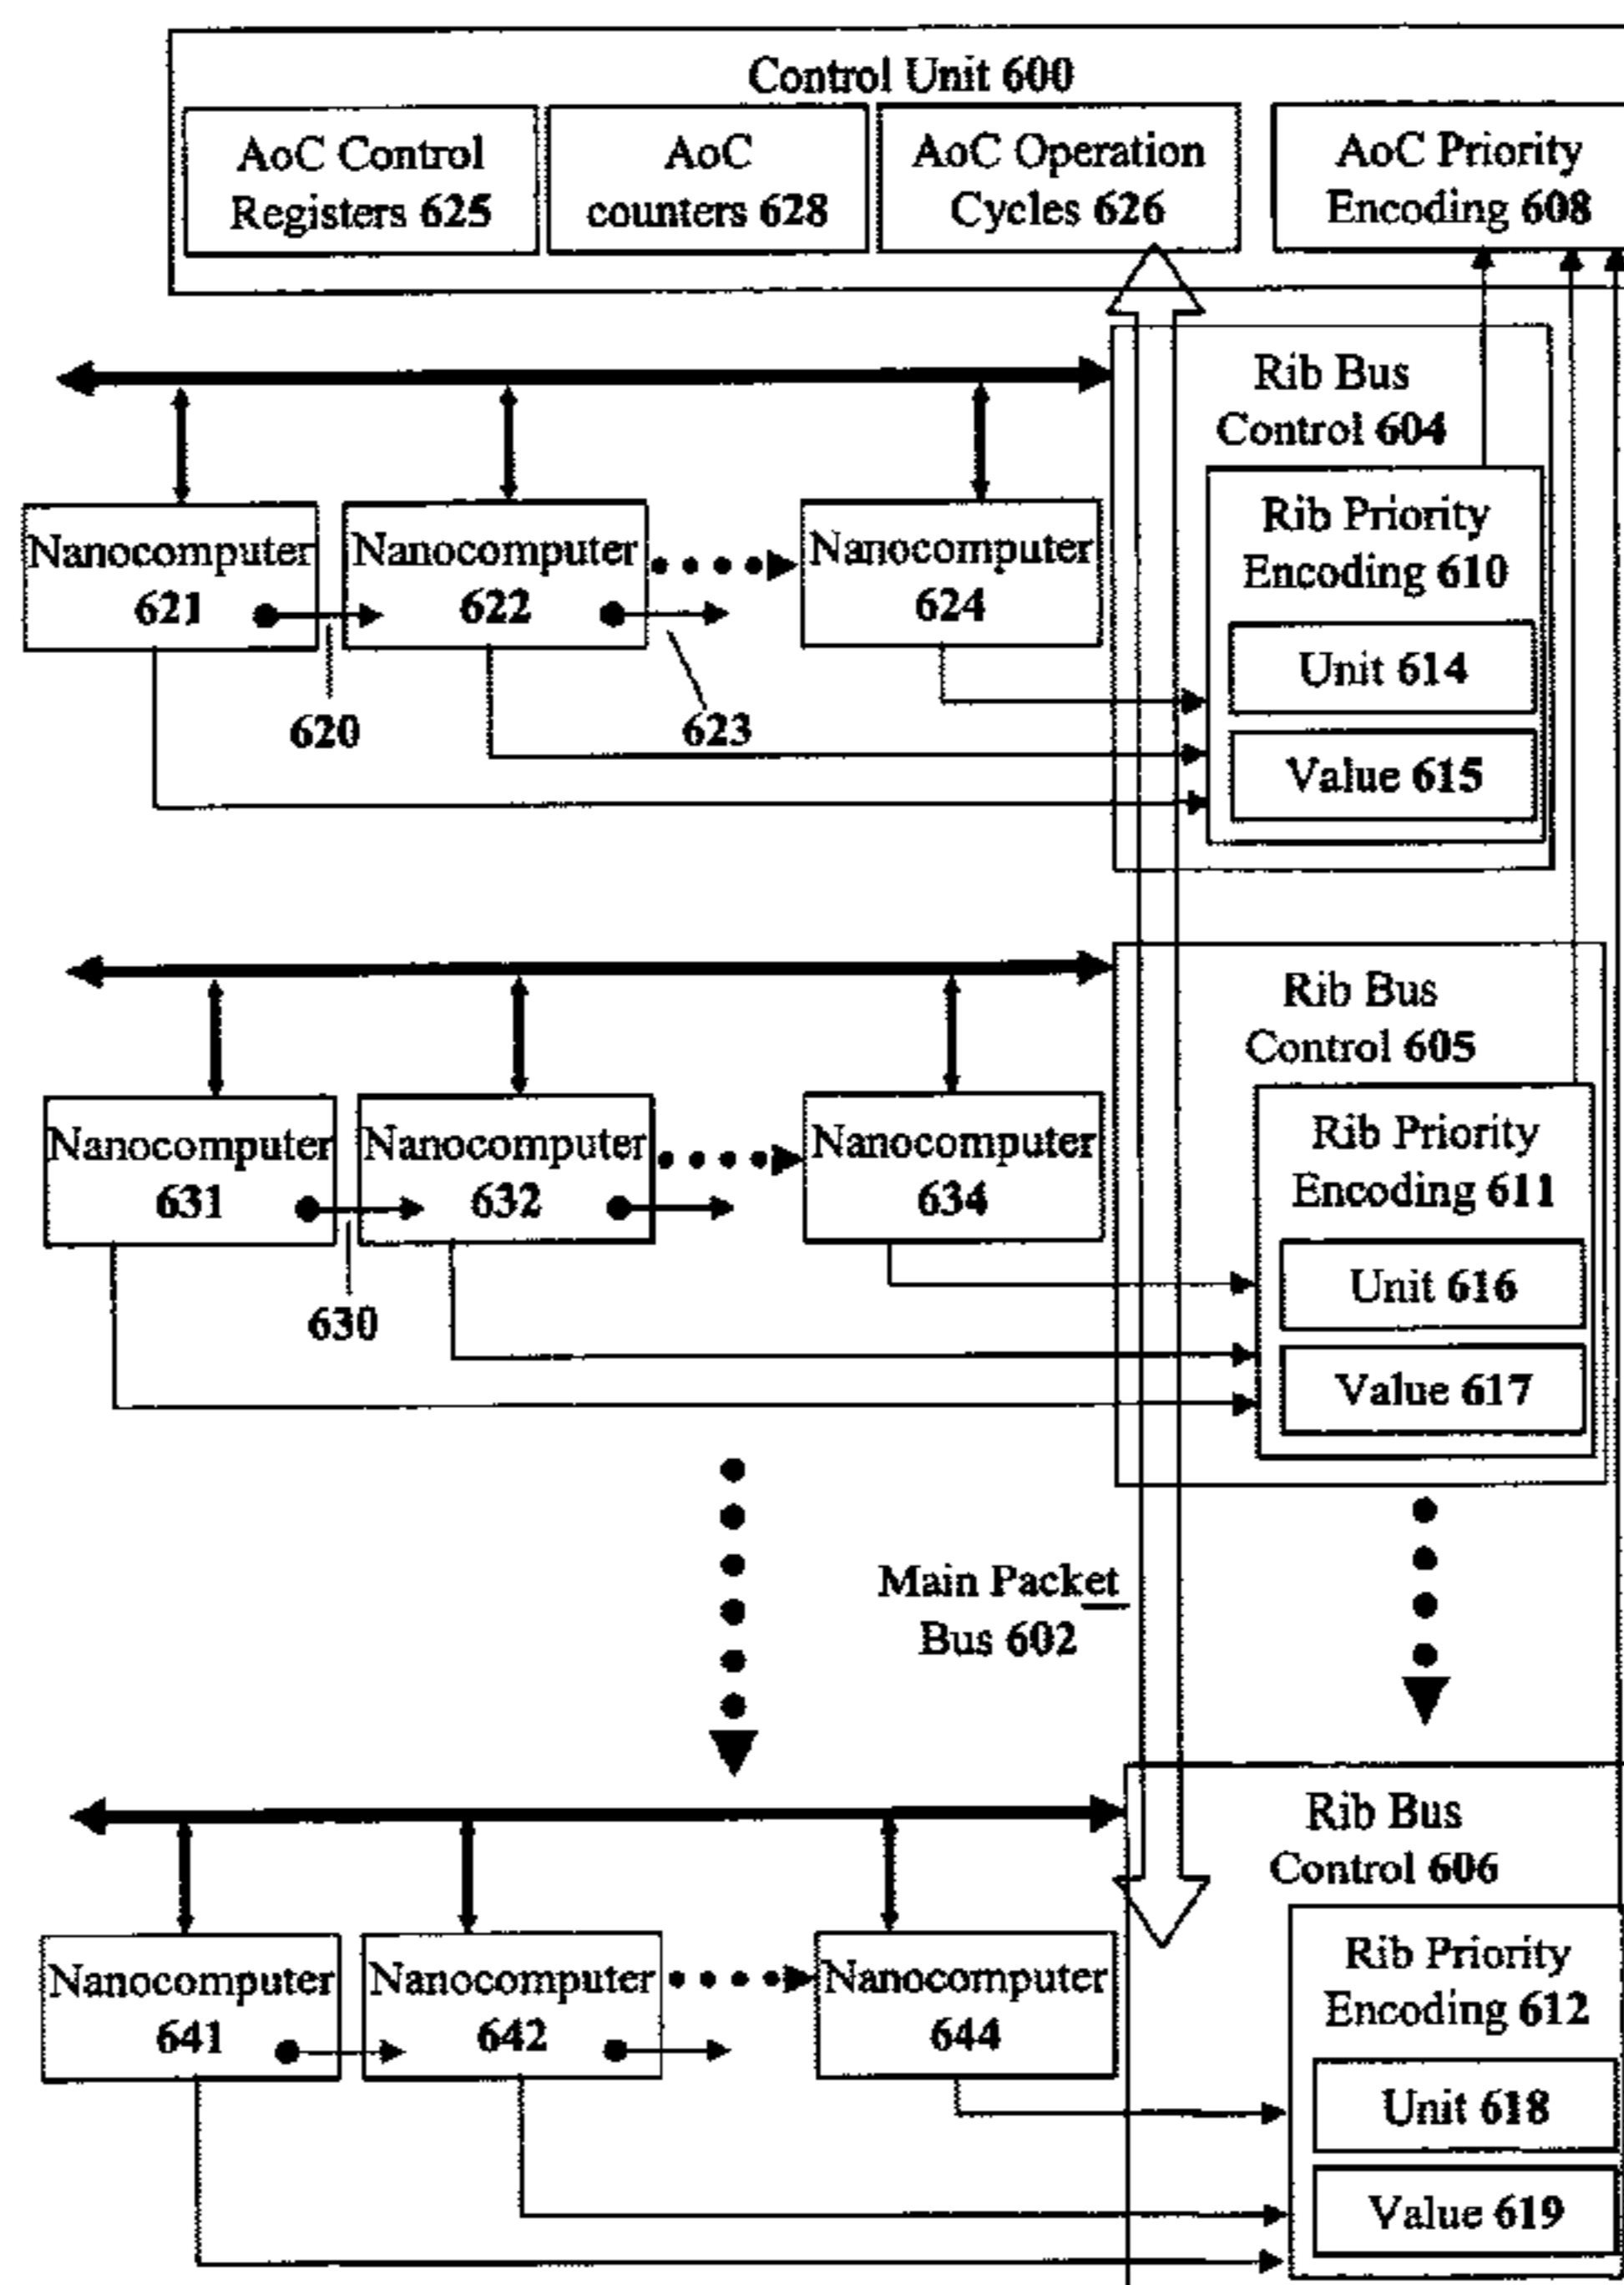 Control Unit 600
AoC Control
Registers 625
AoC
counters 628
AoC Operation
Cycles 626
AoC Priority
Encoding 608
Rib Bus
Control 604
Rib Priority
Encoding 610
Unit 614
Value 615
Nanocomputer
621
Nanocomputer
622
Nanocomputer
624
620
623
Rib Bus
Control 605
Rib Priority
Encoding 611
Unit 616
Value 617
Nanocomputer
631
Nanocomputer
632
Nanocomputer
634
630
Main Packet
Bus 602
Rib Bus
Control 606
Rib Priority
Encoding 612
Unit 618
Value 619
Nanocomputer
641
Nanocomputer
642
Nanocomputer
644